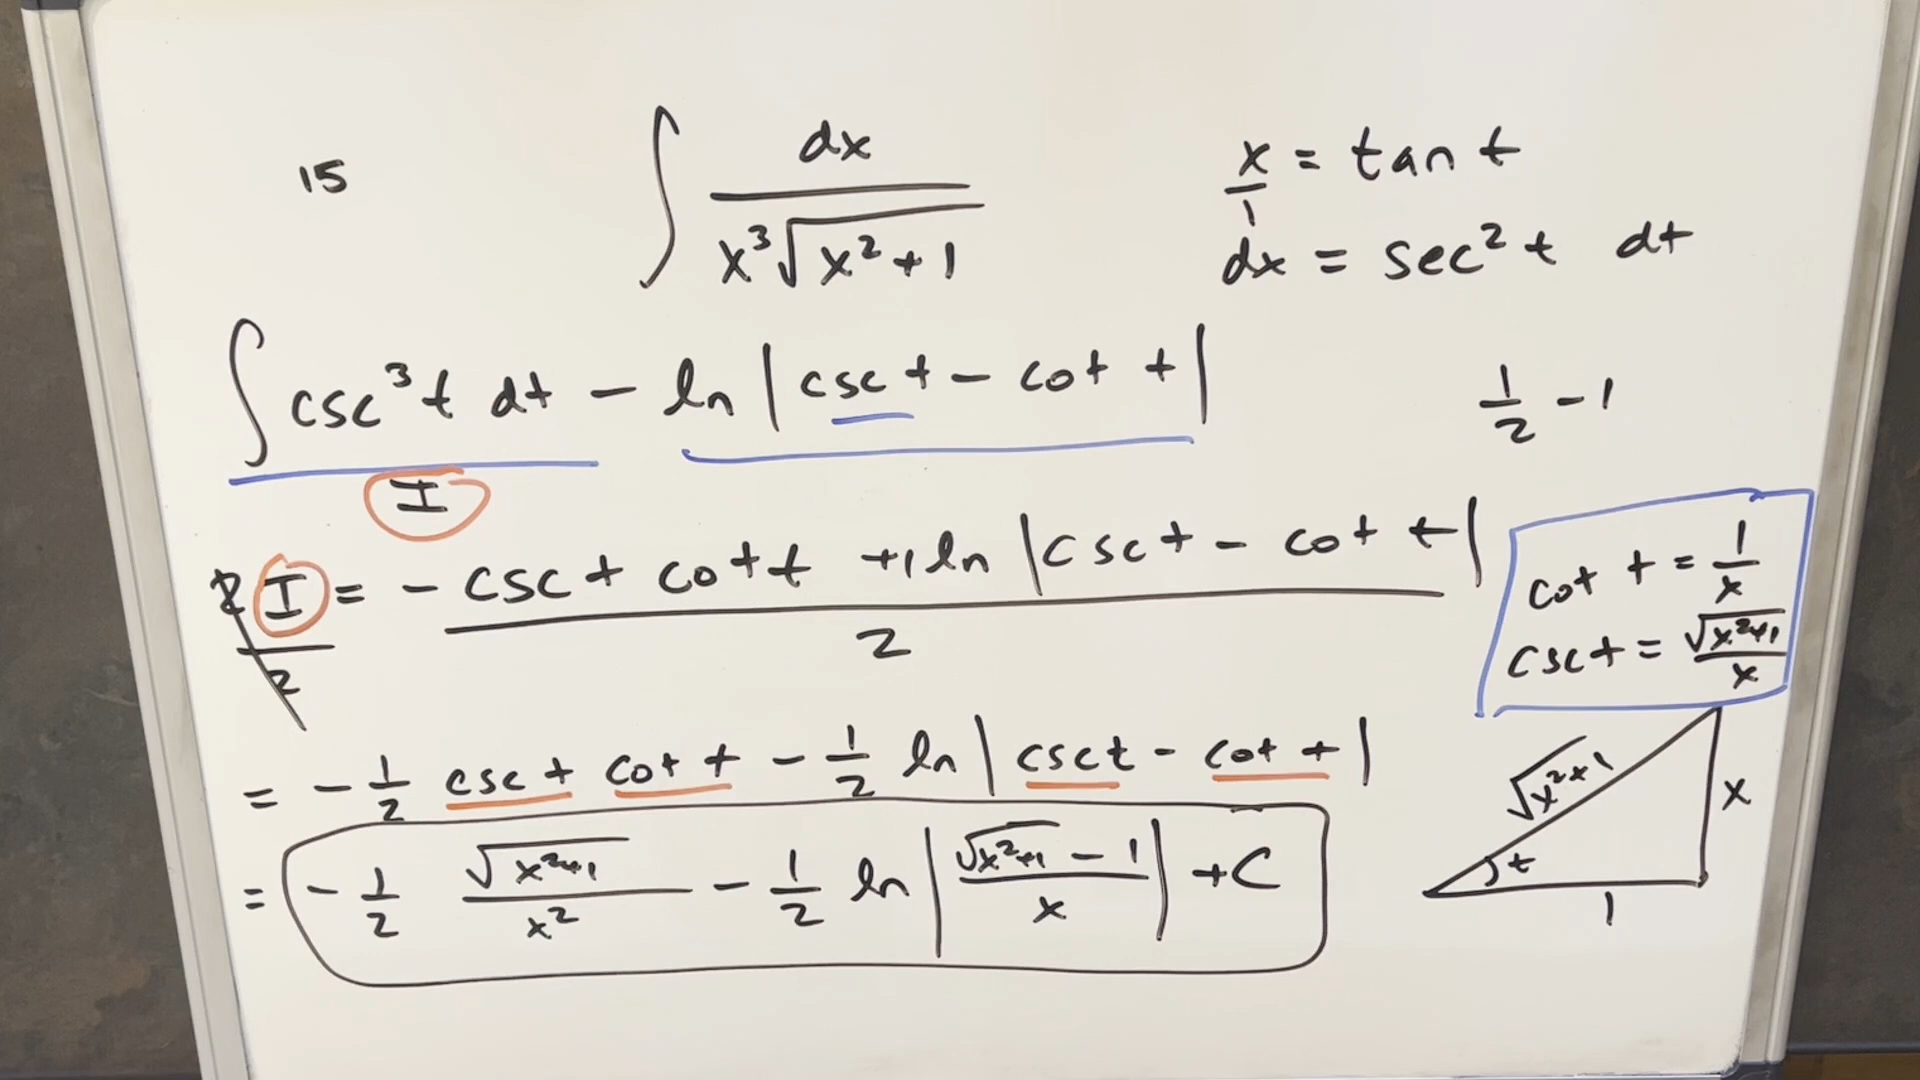 15
∫ dx / (x³√(x²+1))
x/1 = tan t
dx = sec² t dt
∫ csc³t dt - ln |csc t - cot t|
1/2 - 1
I
2I/2 = (-csc t cot t +1 ln |csc t - cot t|) / 2
cot t = 1/x
csc t = √(x²+1)/x
= -1/2 csc t cot t - 1/2 ln |csc t - cot t|
= -1/2 √(x²+1)/x² - 1/2 ln |(√(x²+1) - 1)/x| + C
√(x²+1)
x
t
1